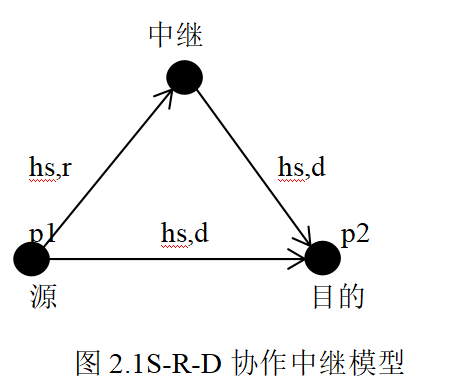 中继
hs,r
hs,d
p1
hs,d
p2
源
目的
图 2.1S-R-D 协作中继模型